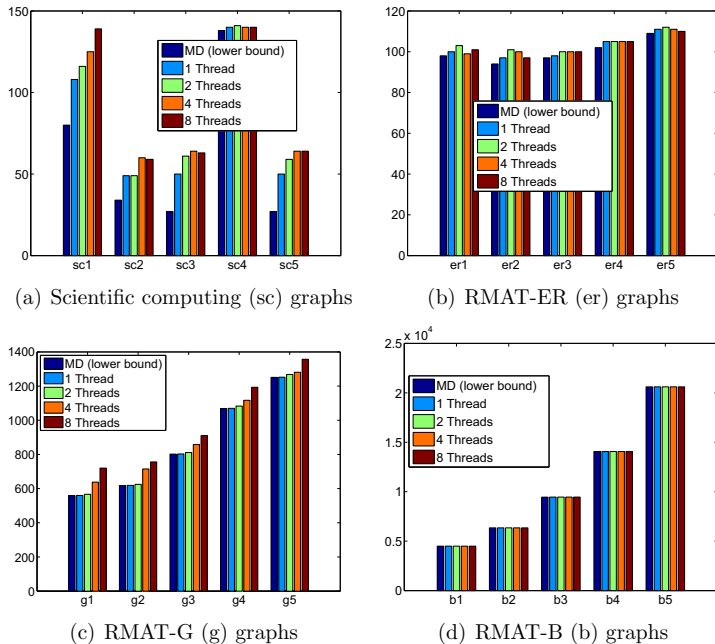 150
100
50
0
MD (lower bound)
1 Thread
2 Threads
4 Threads
8 Threads
sc1 sc2 sc3 sc4 sc5
(a) Scientific computing (sc) graphs
120
100
80
60
40
20
0
MD (lower bound)
1 Thread
2 Threads
4 Threads
8 Threads
er1 er2 er3 er4 er5
(b) RMAT-ER (er) graphs
1400
1200
1000
800
600
400
200
0
MD (lower bound)
1 Thread
2 Threads
4 Threads
8 Threads
g1 g2 g3 g4 g5
(c) RMAT-G (g) graphs
x 10^4
2.5
2
1.5
1
0.5
0
MD (lower bound)
1 Thread
2 Threads
4 Threads
8 Threads
b1 b2 b3 b4 b5
(d) RMAT-B (b) graphs